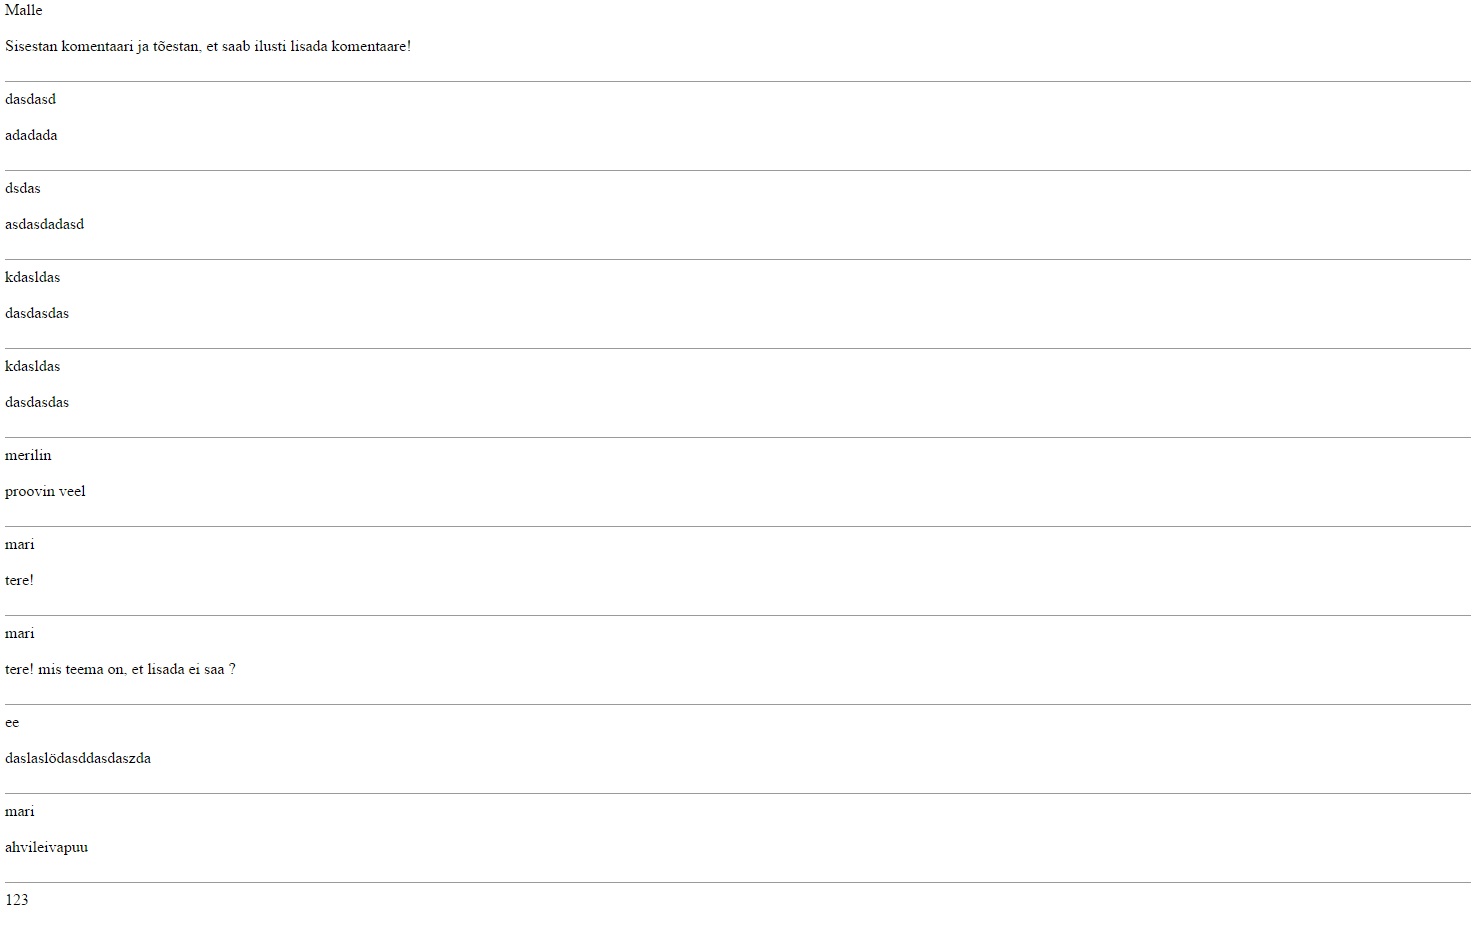 Malle
Sisestan komentaari ja tõestan, et saab ilusti lisada komentaare!
dasdasd
adadada
dsdas
asdasdadasd
kdasldas
dasdasdas
kdasldas
dasdasdas
merilin
proovin veel
mari
tere!
mari
tere! mis teema on, et lisada ei saa ?
ee
daslaslödasddasdaszda
mari
ahvileivapuu
123